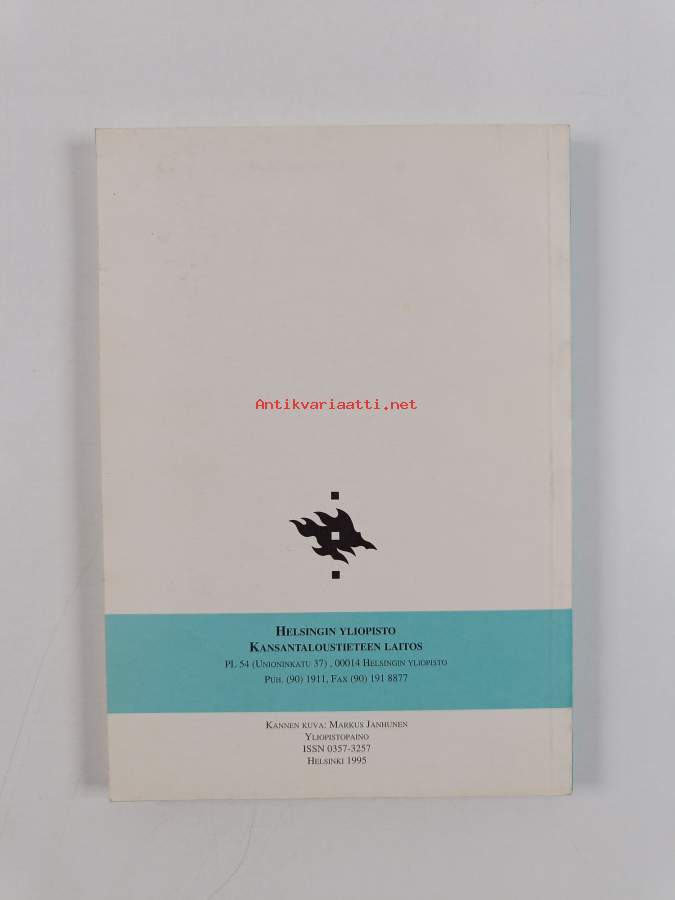 Antikvariaatti.net
HELSINGIN YLIOPISTO
KANSANTALOUSTIETEEN LAITOS
PL 54 (UNIONINKATU 37) , 00014 HELSINGIN YLIOPISTO
PUH. (90) 1911, FAX (90) 191 8877
KANNEN KUVA: MARKUS JANHUNEN
YLIOPISTOPAINO
ISSN 0357-3257
HELSINKI 1995